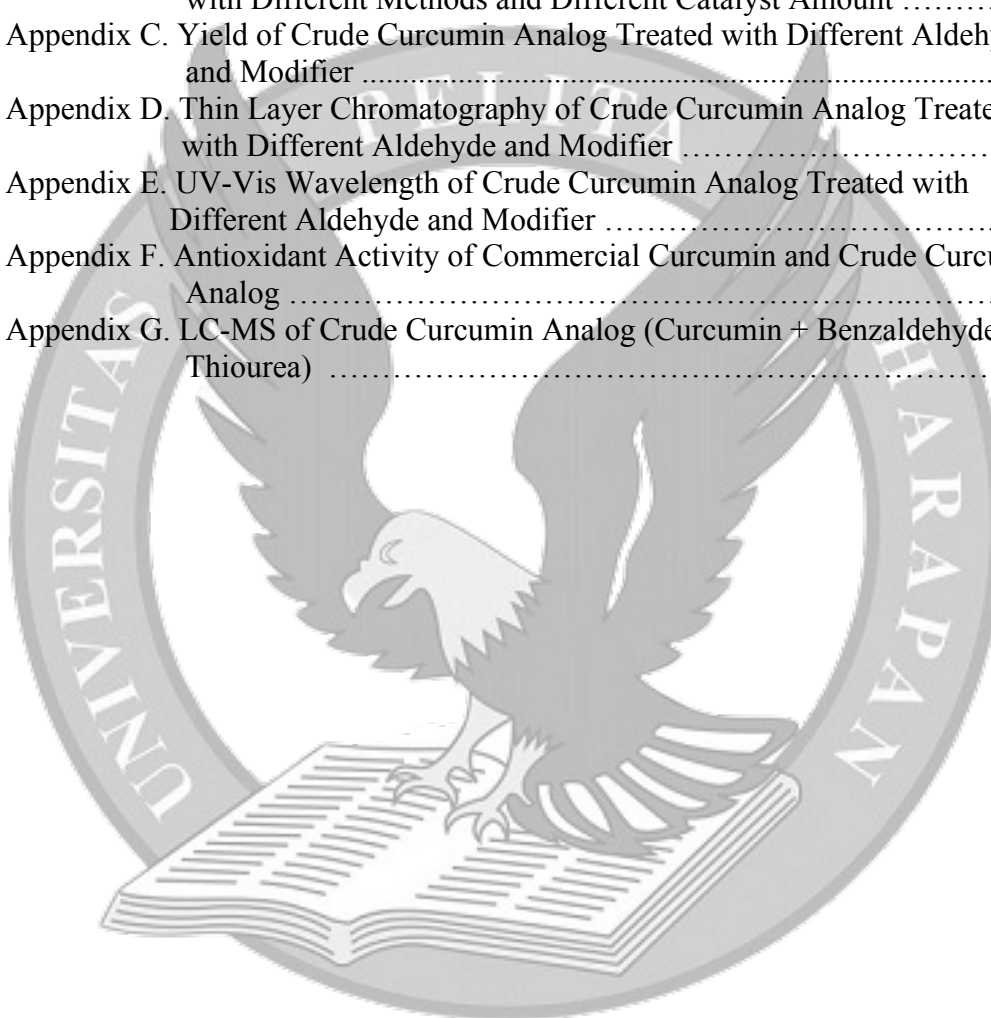 with Different Methods and Different Catalyst Amount ………
Appendix C. Yield of Crude Curcumin Analog Treated with Different
and Modifier ..........................................................................................
Appendix D. Thin Layer Chromatography of Crude Curcumin Analog
with Different Aldehyde and Modifier ……………………………
Appendix E. UV-Vis Wavelength of Crude Curcumin Analog Treated with
Different Aldehyde and Modifier ………………………………
Appendix F. Antioxidant Activity of Commercial Curcumin and Crude
Analog ……………………………………………………………
Appendix G. LC-MS of Crude Curcumin Analog (Curcumin + Benzaldehyde
Thiourea) …………………………………………………………
UNIVERSITAS PELITA HARAPAN